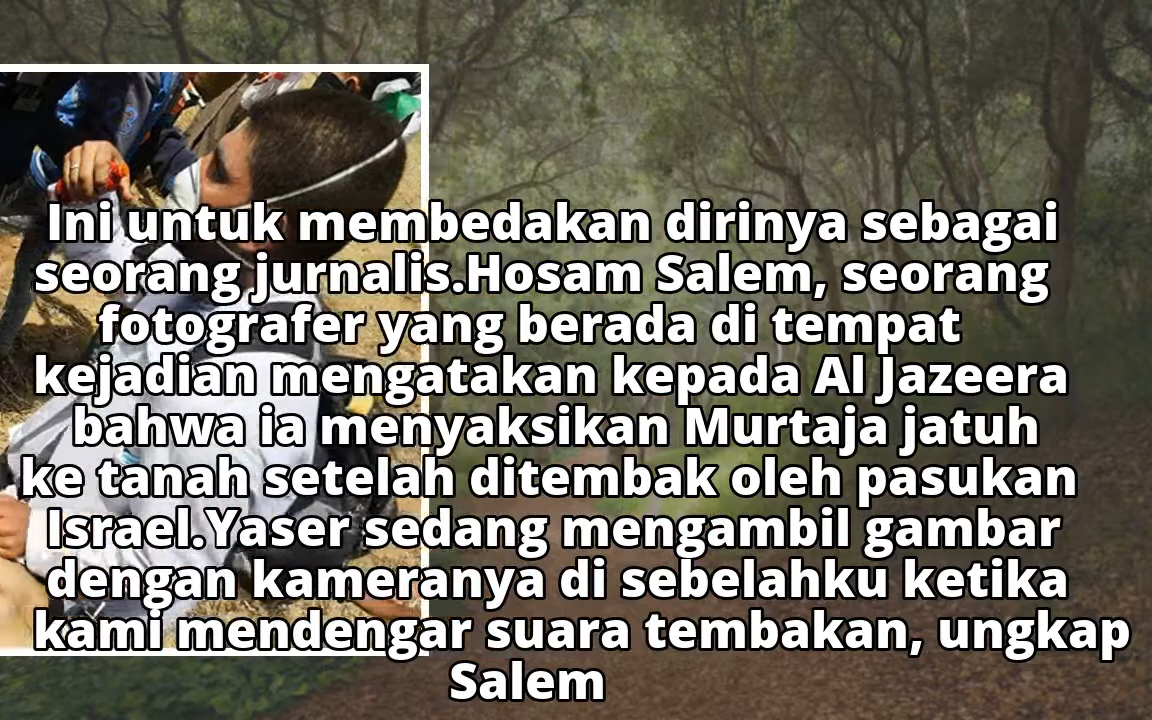 Ini untuk membedakan dirinya sebagai
seorang jurnalis.Hosam Salem, seorang
fotografer yang berada di tempat
kejadian mengatakan kepada Al Jazeera
bahwa ia menyaksikan Murtaja jatuh
ke tanah setelah ditembak oleh pasukan
Israel.Yaser sedang mengambil gambar
dengan kameranya di sebelahku ketika
kami mendengar suara tembakan, ungkap
Salem